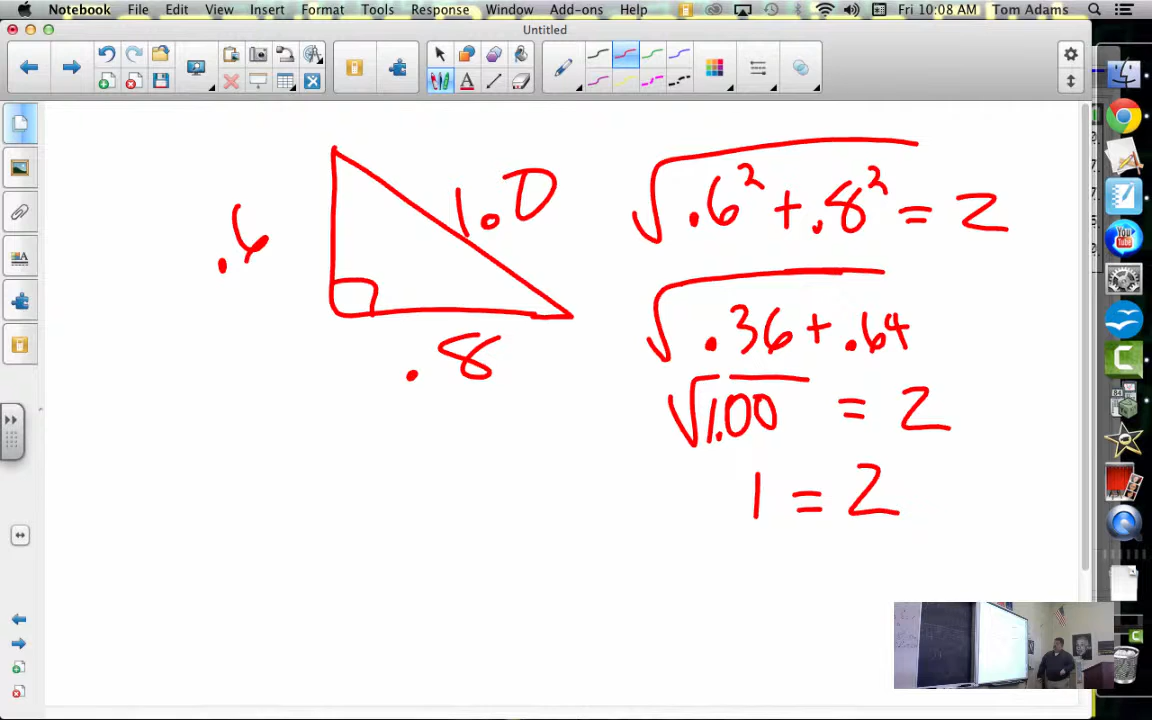 Notebook File Edit View Insert Format Tools Response Window Add-ons Help Fri 10:08 AM Tom Adams
Untitled
.6
1.0
.8
√.6² + .8² = 2
√.36 + .64
√1.00 = 2
1 = 2